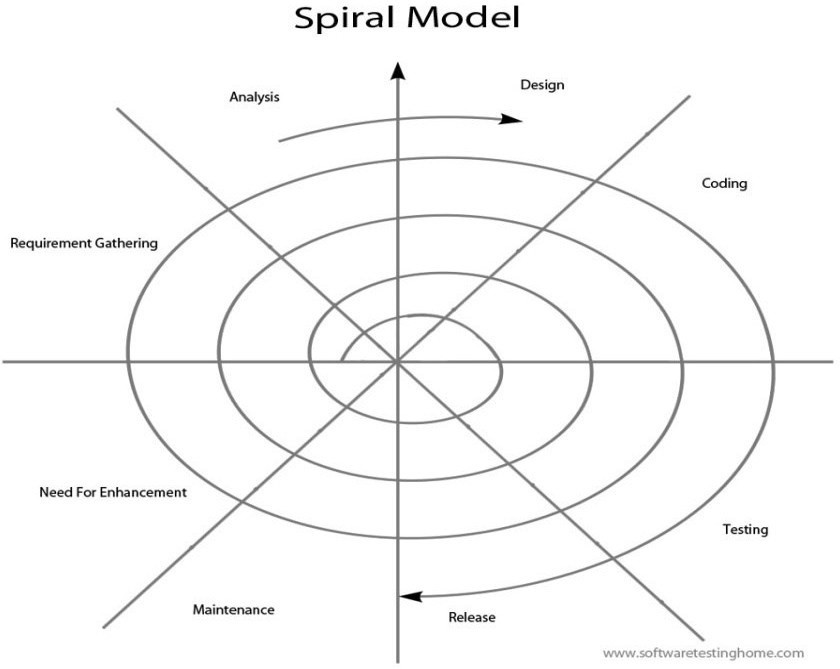 Spiral Model
Analysis
Design
Coding
Requirement Gathering
Need For Enhancement
Testing
Maintenance
Release
www.softwaretestinghome.com